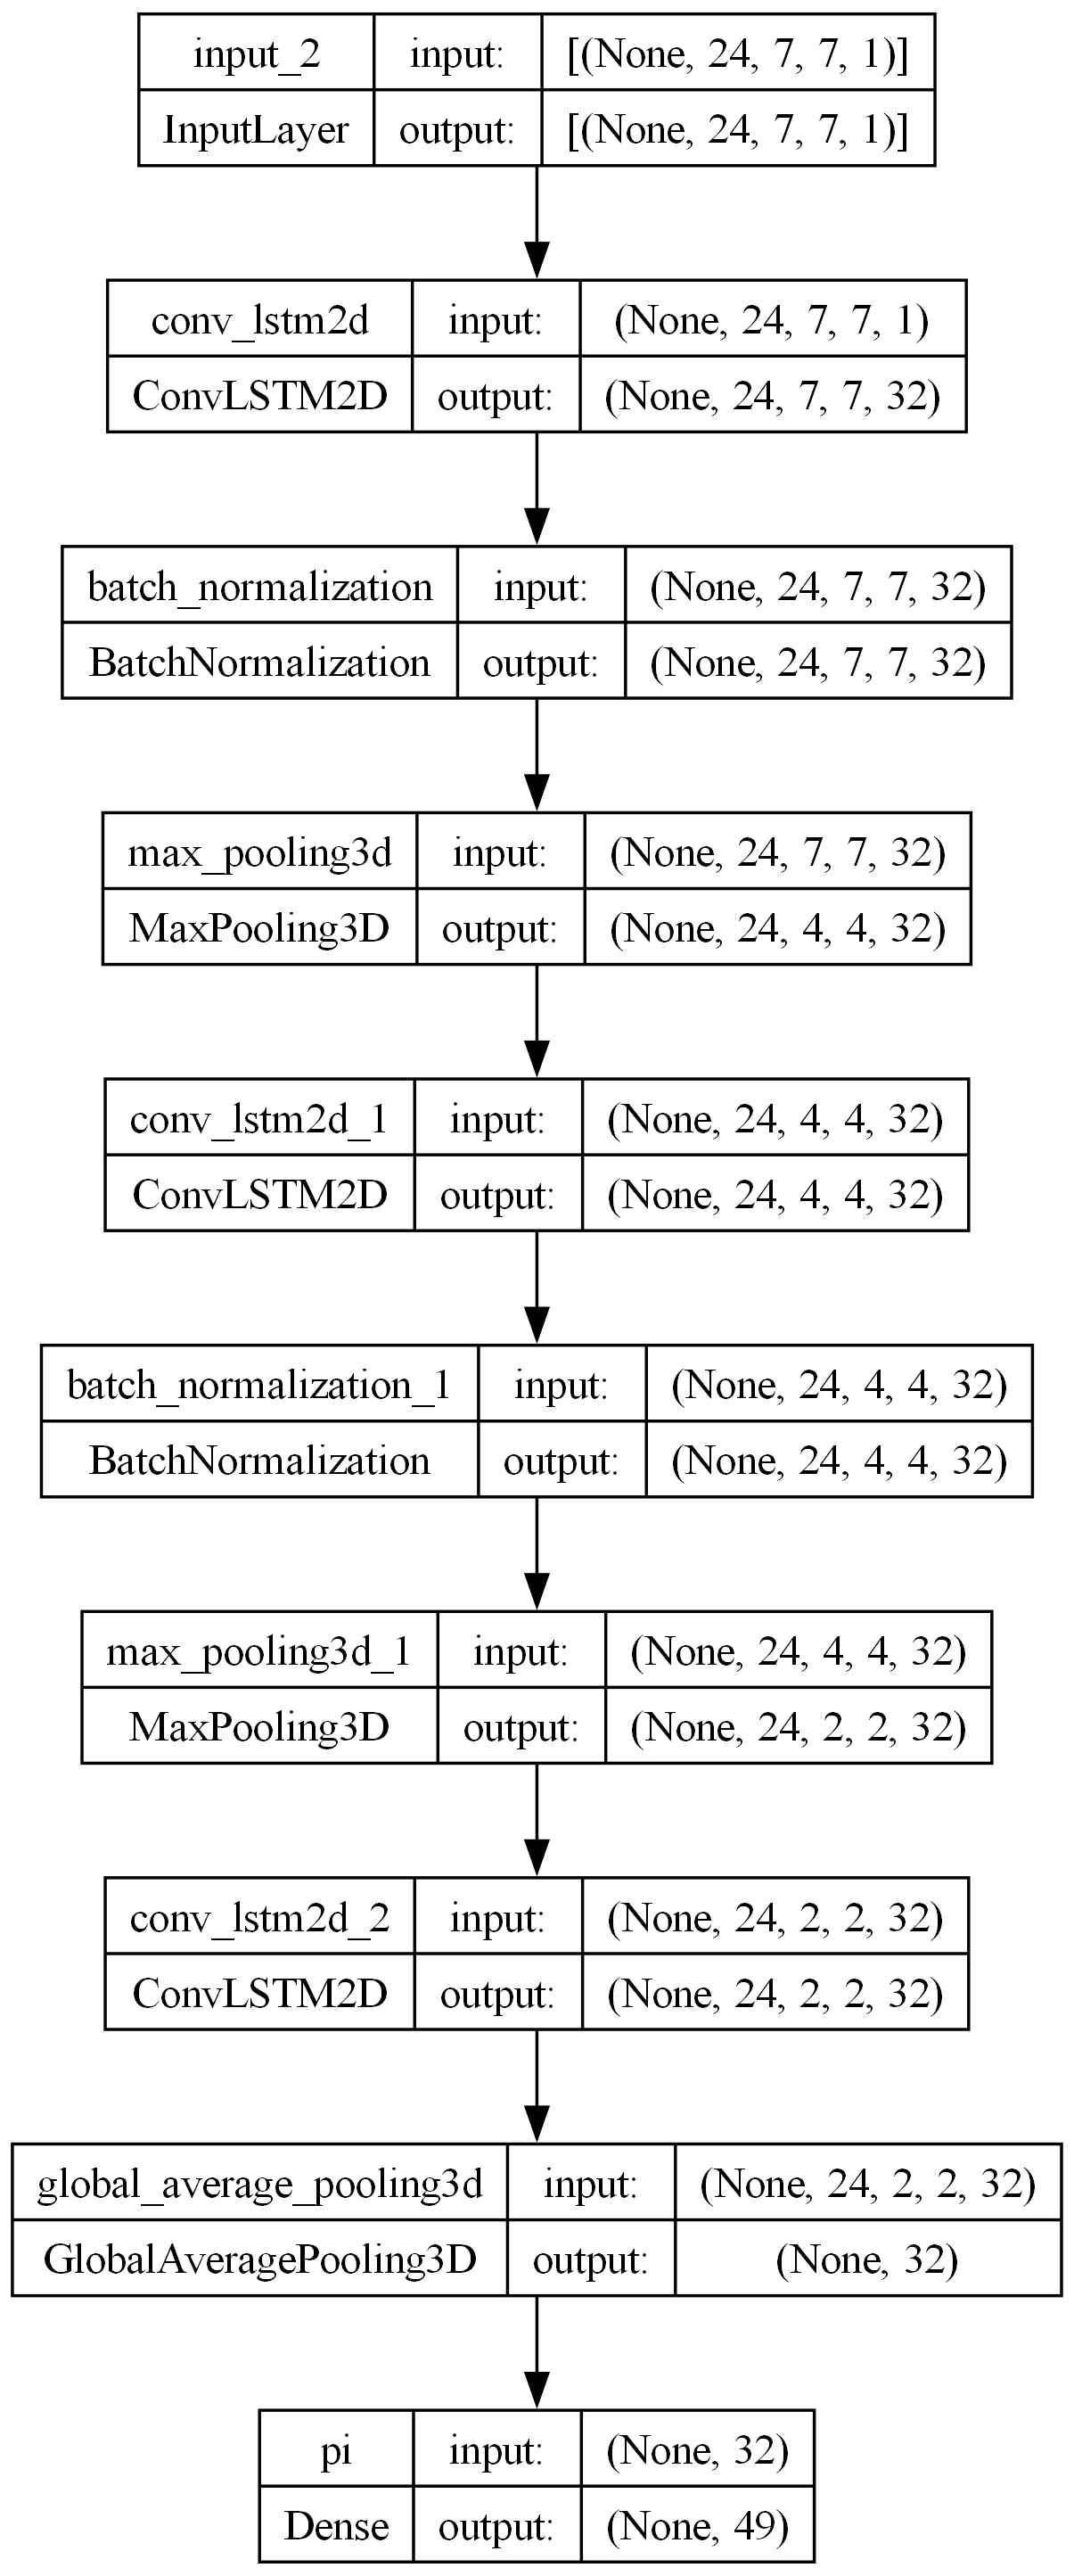 input_2 input: [(None, 24, 7, 7, 1)]
InputLayer output: [(None, 24, 7, 7, 1)]
conv_lstm2d input: (None, 24, 7, 7, 1)
ConvLSTM2D output: (None, 24, 7, 7, 32)
batch_normalization input: (None, 24, 7, 7, 32)
BatchNormalization output: (None, 24, 7, 7, 32)
max_pooling3d input: (None, 24, 7, 7, 32)
MaxPooling3D output: (None, 24, 4, 4, 32)
conv_lstm2d_1 input: (None, 24, 4, 4, 32)
ConvLSTM2D output: (None, 24, 4, 4, 32)
batch_normalization_1 input: (None, 24, 4, 4, 32)
BatchNormalization output: (None, 24, 4, 4, 32)
max_pooling3d_1 input: (None, 24, 4, 4, 32)
MaxPooling3D output: (None, 24, 2, 2, 32)
conv_lstm2d_2 input: (None, 24, 2, 2, 32)
ConvLSTM2D output: (None, 24, 2, 2, 32)
global_average_pooling3d input: (None, 24, 2, 2, 32)
GlobalAveragePooling3D output: (None, 32)
pi input: (None, 32)
Dense output: (None, 49)